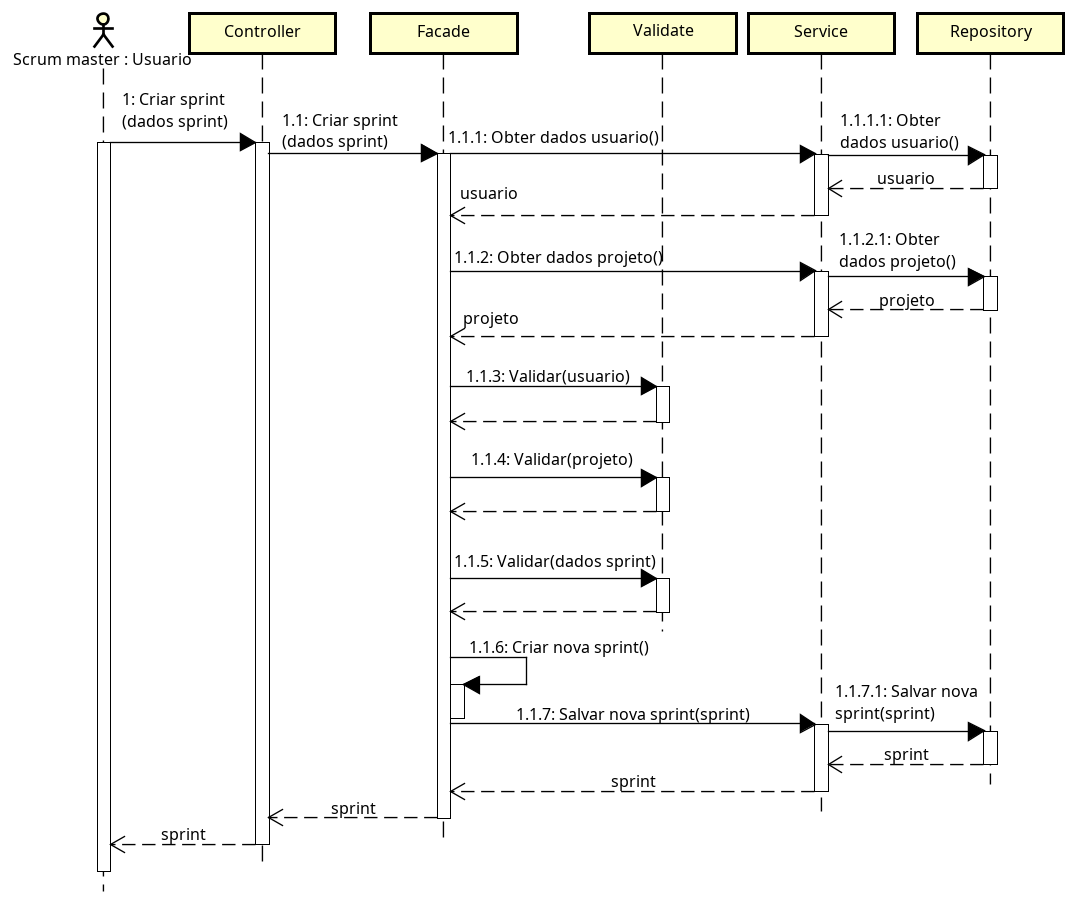 Scrum master : Usuario
Controller
Facade
Validate
Service
Repository
1: Criar sprint
(dados sprint)
1.1: Criar sprint
(dados sprint)
1.1.1: Obter dados usuario()
1.1.1.1: Obter
dados usuario()
usuario
usuario
1.1.2: Obter dados projeto()
1.1.2.1: Obter
dados projeto()
projeto
projeto
1.1.3: Validar(usuario)
1.1.4: Validar(projeto)
1.1.5: Validar(dados sprint)
1.1.6: Criar nova sprint()
1.1.7: Salvar nova sprint(sprint)
1.1.7.1: Salvar nova
sprint(sprint)
sprint
sprint
sprint
sprint